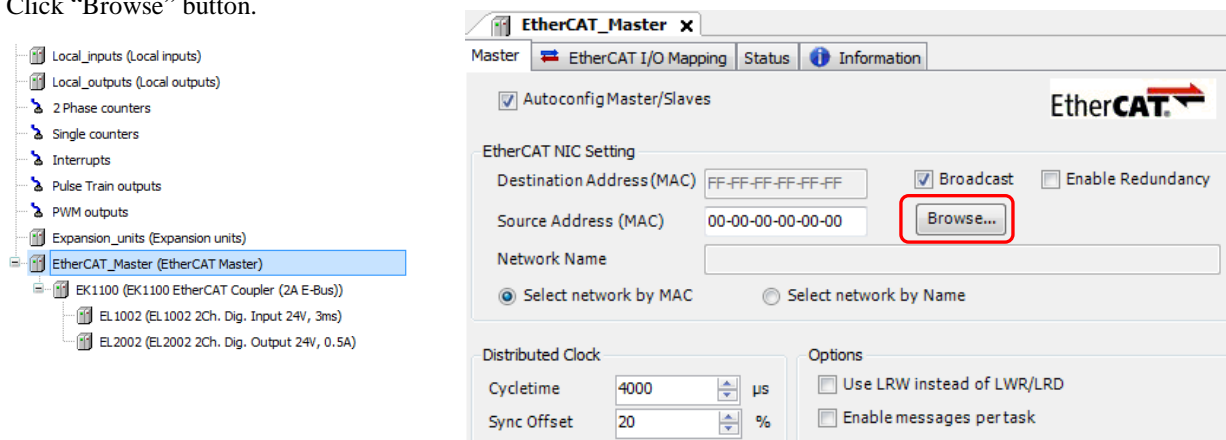 Click “Browse” button.
Local_inputs (Local inputs)
Local_outputs (Local outputs)
2 Phase counters
Single counters
Interrupts
Pulse Train outputs
PWM outputs
Expansion_units (Expansion units)
EtherCAT_Master (EtherCAT Master)
EK1100 (EK1100 EtherCAT Coupler (2A E-Bus))
EL1002 (EL1002 2Ch. Dig. Input 24V, 3ms)
EL2002 (EL2002 2Ch. Dig. Output 24V, 0.5A)
EtherCAT_Master x
Master EtherCAT I/O Mapping Status Information
Autoconfig Master/Slaves
EtherCAT.
EtherCAT NIC Setting
Destination Address (MAC) FF-FF-FF-FF-FF-FF Broadcast Enable Redundancy
Source Address (MAC) 00-00-00-00-00-00 Browse...
Network Name
Select network by MAC Select network by Name
Distributed Clock Options
Cycletime 4000 µs Use LRW instead of LWR/LRD
Sync Offset 20 % Enable messages per task